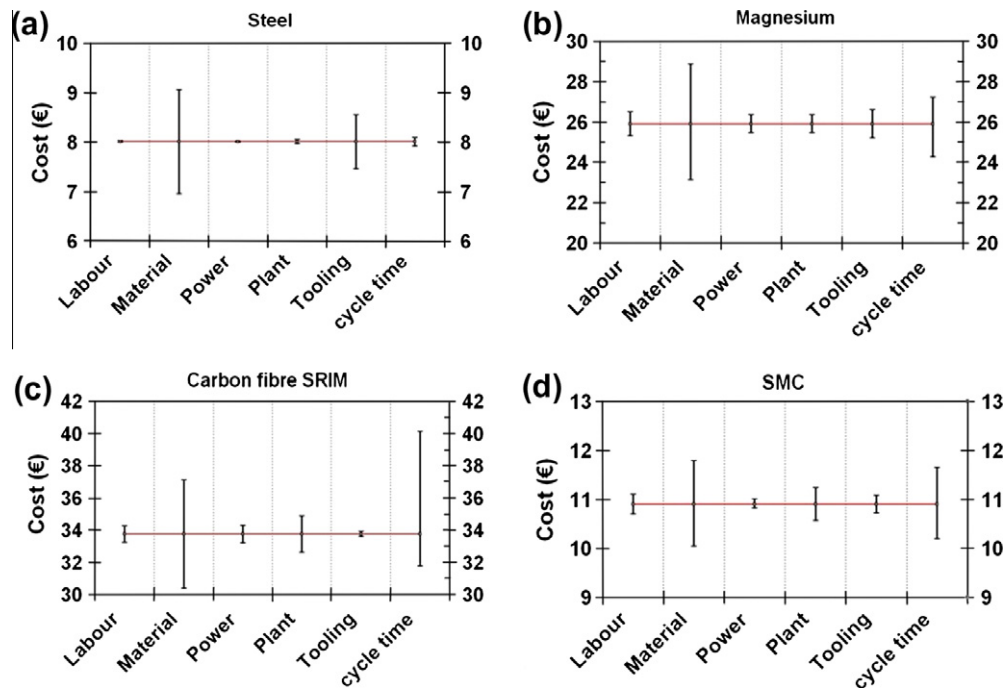 (a)
Steel
10
9
8
7
6
10
9
8
7
6
Cost (€)
Labour
Material
Power
Plant
Tooling
cycle time
(b)
Magnesium
30
28
26
24
22
20
30
28
26
24
22
20
Cost (€)
Labour
Material
Power
Plant
Tooling
cycle time
(c)
Carbon fibre SRIM
42
40
38
36
34
32
30
42
40
38
36
34
32
30
Cost (€)
Labour
Material
Power
Plant
Tooling
cycle time
(d)
SMC
13
12
11
10
9
13
12
11
10
9
Cost (€)
Labour
Material
Power
Plant
Tooling
cycle time